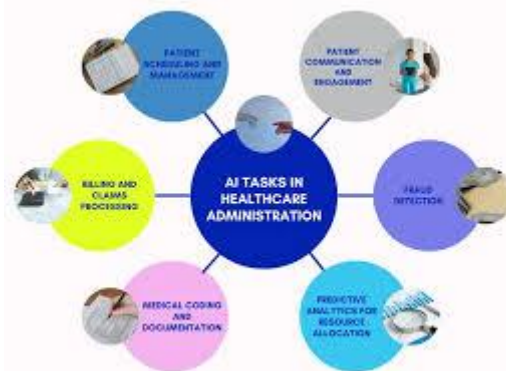 PATIENT
SCHEDULING AND
MANAGEMENT
PATIENT
COMMUNICATION
AND
ENGAGEMENT
AI TASKS IN
HEALTHCARE
ADMINISTRATION
BILLING AND
CLAIMS
PROCESSING
FRAUD
DETECTION
MEDICAL CODING
AND
DOCUMENTATION
PREDICTIVE
ANALYTICS FOR
RESOURCE
ALLOCATION